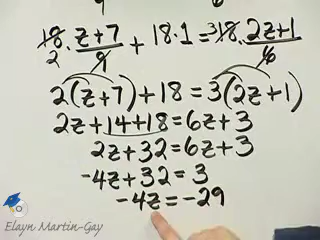 18 2 · z+7/9 + 18·1 = 3 18 · 2z+1/6
2(z+7)+18=3(2z+1)
2z+14+18=6z+3
2z+32=6z+3
-4z+32=3
-4z=-29
Elayn Martin-Gay